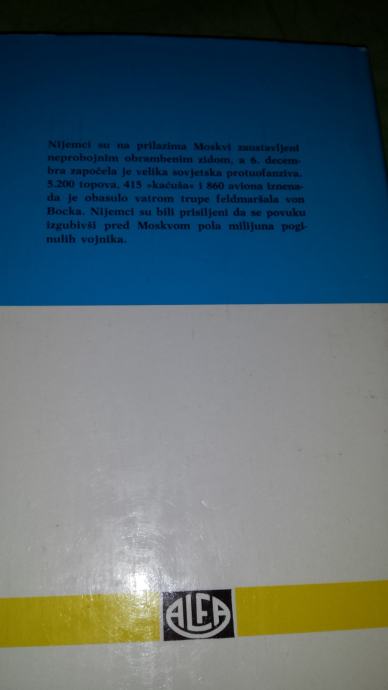 Nijemci su na prilazima Moskvi zaustavljeni
neprobojnim obrambenim zidom, a 6. decem-
bra započela je velika sovjetska protuofanziva.
5.200 topova, 415 »kaćuša« i 860 aviona iznena-
da je obasulo vatrom trupe feldmaršala von
Bocka. Nijemci su bili prisiljeni da se povuku
izgubivši pred Moskvom pola milijuna pogi-
nulih vojnika.
ALFA